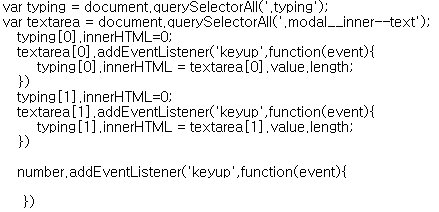 var typing = document.querySelectorAll('.typing');
var textarea = document.querySelectorAll('.modal__inner--text');
typing[0].innerHTML=0;
textarea[0].addEventListener('keyup',function(event){
typing[0].innerHTML = textarea[0].value.length;
})
typing[1].innerHTML=0;
textarea[1].addEventListener('keyup',function(event){
typing[1].innerHTML = textarea[1].value.length;
})
number.addEventListener('keyup',function(event){
})